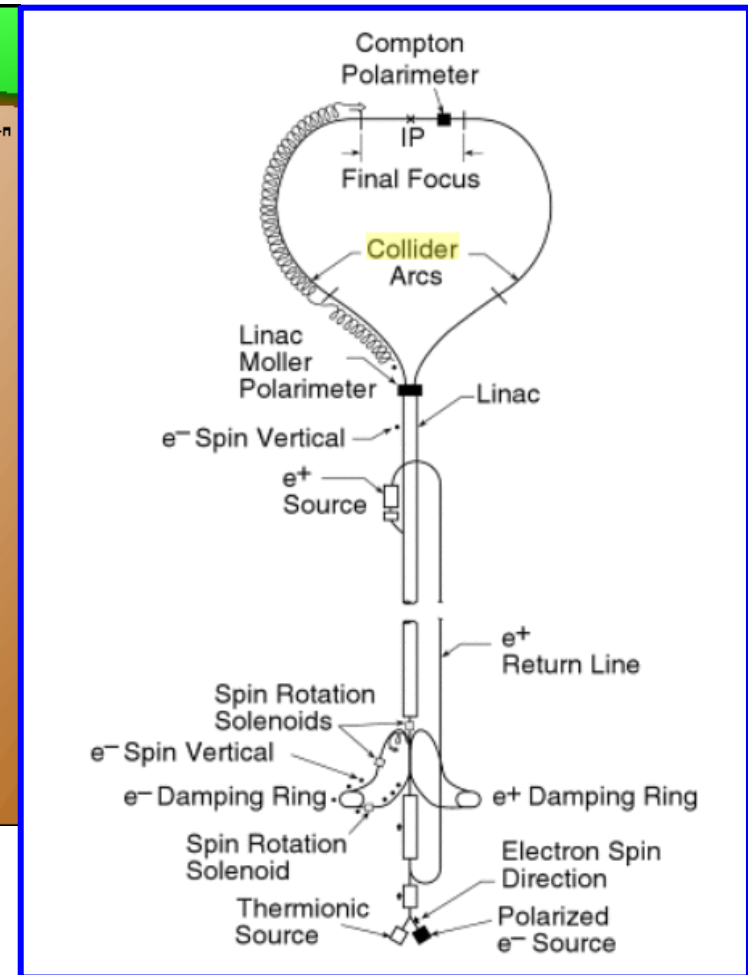 Compton
Polarimeter
IP
Final Focus
Collider
Arcs
Linac
Moller
Polarimeter
Linac
e– Spin Vertical
e+
Source
e+
Return Line
Spin Rotation
Solenoids
e– Spin Vertical
e– Damping Ring
e+ Damping Ring
Spin Rotation
Solenoid
Electron Spin
Direction
Thermionic
Source
Polarized
e– Source